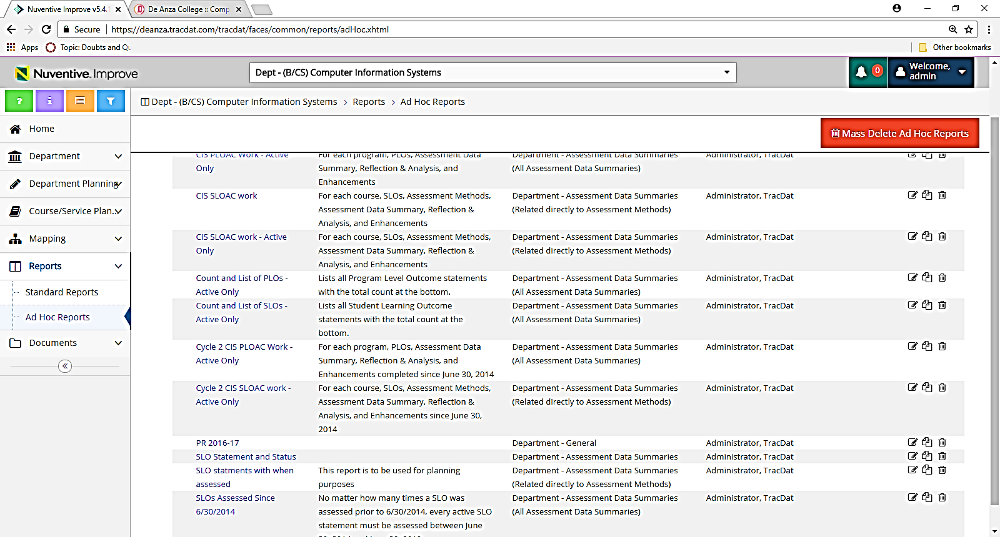 Nuventive Improve v5.4.1
De Anza College :: Comp
Secure
https://deanza.tracdat.com/tracdat/faces/common/reports/adHoc.xhtml
Apps
Topic: Doubts and Qu
Other bookmarks
Nuventive. Improve
Dept - (B/CS) Computer Information Systems
0
Welcome,
admin
Dept - (B/CS) Computer Information Systems > Reports > Ad Hoc Reports
Mass Delete Ad Hoc Reports
Home
Department
Department Planning
Course/Service Plan...
Mapping
Reports
Standard Reports
Ad Hoc Reports
Documents
CIS PLOAC Work - Active
Only
For each program, PLOs, Assessment Data
Summary, Reflection & Analysis, and
Enhancements
Department - Assessment Data Summaries
(All Assessment Data Summaries)
Administrator, TracDat
CIS SLOAC work
For each course, SLOs, Assessment Methods,
Assessment Data Summary, Reflection &
Analysis, and Enhancements
Department - Assessment Data Summaries
(Related directly to Assessment Methods)
Administrator, TracDat
CIS SLOAC work - Active
Only
For each course, SLOs, Assessment Methods,
Assessment Data Summary, Reflection &
Analysis, and Enhancements
Department - Assessment Data Summaries
(Related directly to Assessment Methods)
Administrator, TracDat
Count and List of PLOs -
Active Only
Lists all Program Level Outcome statements
with the total count at the bottom.
Department - Assessment Data Summaries
(All Assessment Data Summaries)
Administrator, TracDat
Count and List of SLOs -
Active Only
Lists all Student Learning Outcome
statements with the total count at the
bottom.
Department - Assessment Data Summaries
(All Assessment Data Summaries)
Administrator, TracDat
Cycle 2 CIS PLOAC Work -
Active Only
For each program, PLOs, Assessment Data
Summary, Reflection & Analysis, and
Enhancements completed since June 30, 2014
Department - Assessment Data Summaries
(All Assessment Data Summaries)
Administrator, TracDat
Cycle 2 CIS SLOAC work -
Active Only
For each course, SLOs, Assessment Methods,
Assessment Data Summary, Reflection &
Analysis, and Enhancements since June 30,
2014
Department - Assessment Data Summaries
(Related directly to Assessment Methods)
Administrator, TracDat
PR 2016-17
Department - General
Administrator, TracDat
SLO Statement and Status
Department - Assessment Data Summaries
Administrator, TracDat
SLO statments with when
assessed
This report is to be used for planning
purposes
Department - Assessment Data Summaries
(Related directly to Assessment Methods)
Administrator, TracDat
SLOs Assessed Since
6/30/2014
No matter how many times a SLO was
assessed prior to 6/30/2014, every active SLO
statement must be assessed between June
Department - Assessment Data Summaries
(All Assessment Data Summaries)
Administrator, TracDat